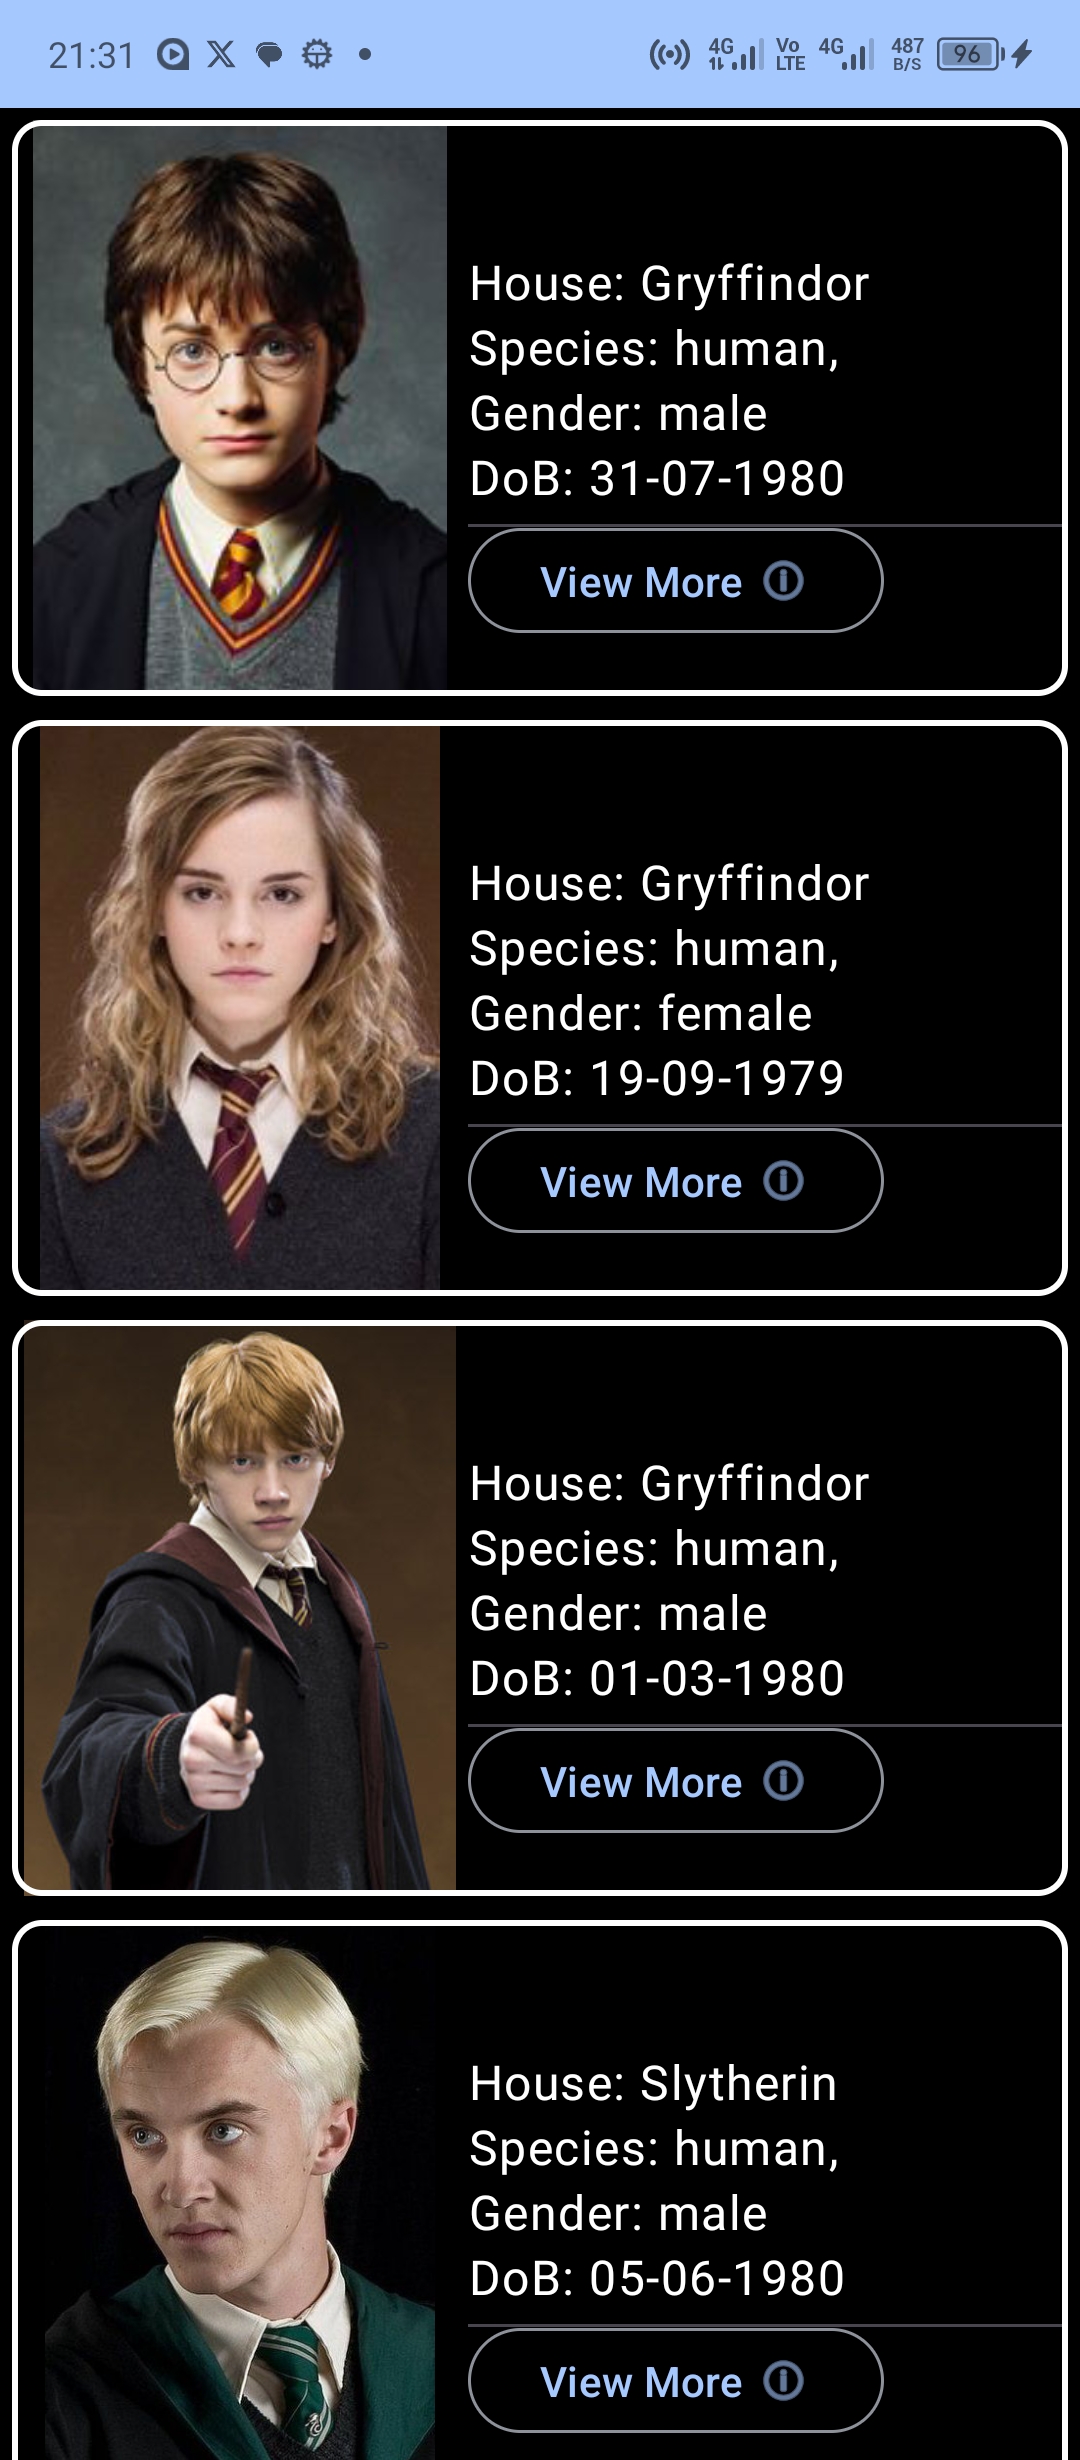 21:31 4G Vo LTE 4G 487 B/S 96
House: Gryffindor
Species: human,
Gender: male
DoB: 31-07-1980
View More
House: Gryffindor
Species: human,
Gender: female
DoB: 19-09-1979
View More
House: Gryffindor
Species: human,
Gender: male
DoB: 01-03-1980
View More
House: Slytherin
Species: human,
Gender: male
DoB: 05-06-1980
View More